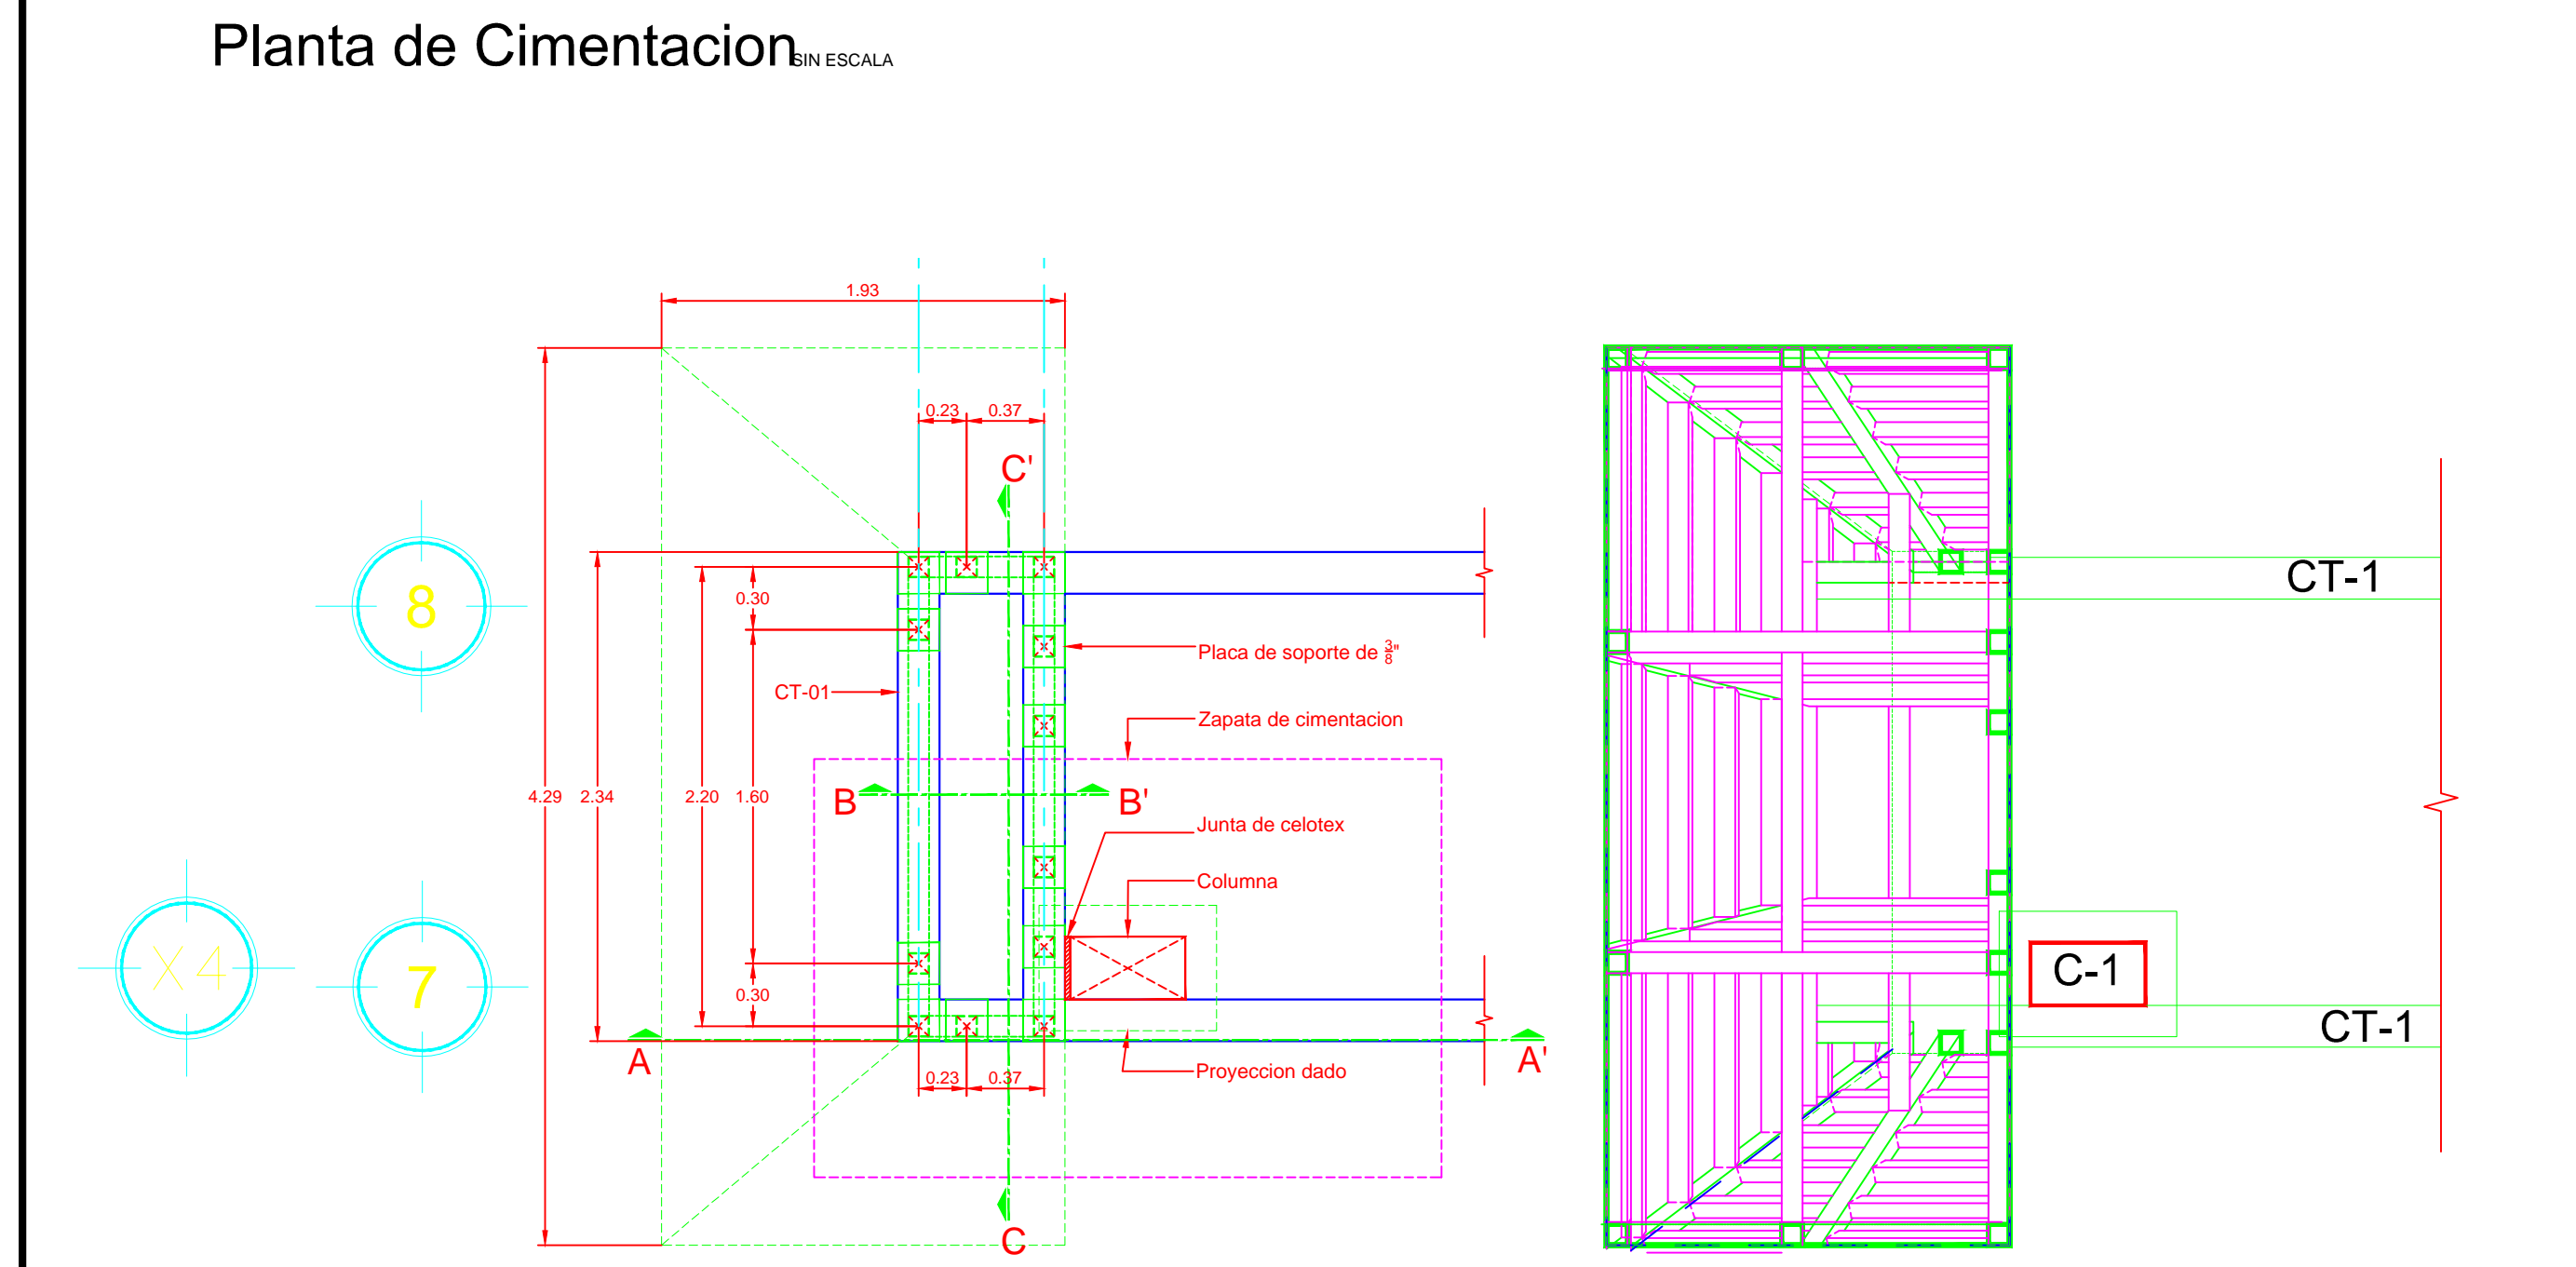 Planta de Cimentacion SIN ESCALA
1.93
0.23 0.37
C'
8
0.30
CT-1
Placa de soporte de 3/8"
CT-01
Zapata de cimentacion
4.29 2.34 2.20 1.60
B B'
Junta de celotex
Columna
X4
7
C-1
0.30
CT-1
A A'
0.23 0.37
Proyeccion dado
C